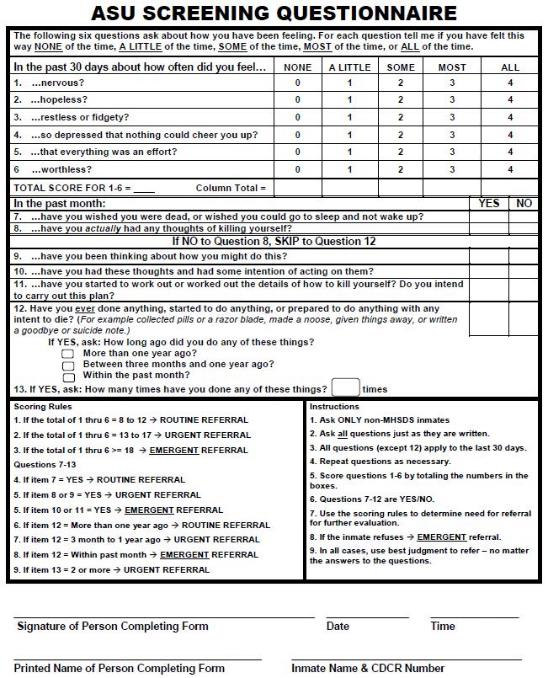 ASU SCREENING QUESTIONNAIRE
The following six questions ask about how you have been feeling. For each question tell me if you have felt this
way NONE of the time, A LITTLE of the time, SOME of the time, MOST of the time, or ALL of the time.
In the past 30 days about how often did you feel... NONE A LITTLE SOME MOST ALL
1. ...nervous? 0 1 2 3 4
2. ...hopeless? 0 1 2 3 4
3. ...restless or fidgety? 0 1 2 3 4
4. ...so depressed that nothing could cheer you up? 0 1 2 3 4
5. ...that everything was an effort? 0 1 2 3 4
6 ...worthless? 0 1 2 3 4
TOTAL SCORE FOR 1-6 = ____ Column Total =
In the past month: YES NO
7. ...have you wished you were dead, or wished you could go to sleep and not wake up?
8. ...have you actually had any thoughts of killing yourself?
If NO to Question 8, SKIP to Question 12
9. ...have you been thinking about how you might do this?
10. ...have you had these thoughts and had some intention of acting on them?
11. ...have you started to work out or worked out the details of how to kill yourself? Do you intend
to carry out this plan?
12. Have you ever done anything, started to do anything, or prepared to do anything with any
intent to die? (For example collected pills or a razor blade, made a noose, given things away, or written
a goodbye or suicide note.)
If YES, ask: How long ago did you do any of these things?
More than one year ago?
Between three months and one year ago?
Within the past month?
13. If YES, ask: How many times have you done any of these things? times
Scoring Rules
1. If the total of 1 thru 6 = 8 to 12 → ROUTINE REFERRAL
2. If the total of 1 thru 6 = 13 to 17 → URGENT REFERRAL
3. If the total of 1 thru 6 >= 18 → EMERGENT REFERRAL
Questions 7-13
4. If item 7 = YES → ROUTINE REFERRAL
5. If item 8 or 9 = YES → URGENT REFERRAL
5. If item 10 or 11 = YES → EMERGENT REFERRAL
6. If item 12 = More than one year ago → ROUTINE REFERRAL
7. If item 12 = 3 month to 1 year ago → URGENT REFERRAL
8. If item 12 = Within past month → EMERGENT REFERRAL
9. If item 13 = 2 or more → URGENT REFERRAL
Instructions
1. Ask ONLY non-MHSDS inmates
2. Ask all questions just as they are written.
3. All questions (except 12) apply to the last 30 days.
4. Repeat questions as necessary.
5. Score questions 1-6 by totaling the numbers in the
boxes.
6. Questions 7-12 are YES/NO.
7. Use the scoring rules to determine need for referral
for further evaluation.
8. If the inmate refuses → EMERGENT referral.
9. In all cases, use best judgment to refer – no matter
the answers to the questions.
Signature of Person Completing Form Date Time
Printed Name of Person Completing Form Inmate Name & CDCR Number